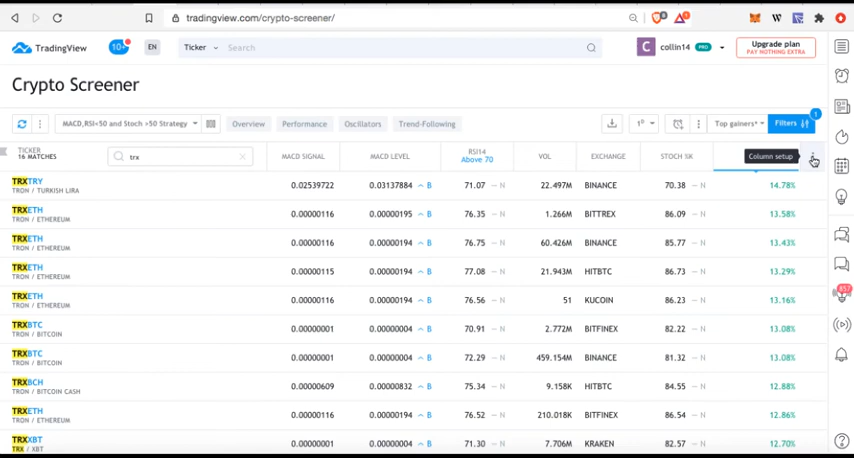 tradingview.com/crypto-screener/
TradingView 10+ EN Ticker Search C collin14 PRO Upgrade plan
PAY NOTHING EXTRA
Crypto Screener
MACD,RSI<50 and Stoch >50 Strategy Overview Performance Oscillators Trend-Following 1D Top gainers* Filters 1
TICKER
16 MATCHES trx MACD SIGNAL MACD LEVEL RSI14 Above 70 VOL EXCHANGE STOCH %K Column setup
TRXTRY 0.02539722 0.03137884 B 71.07 — N 22.497M BINANCE 70.38 — N 14.78%
TRON / TURKISH LIRA
TRXETH 0.00000116 0.00000195 B 76.35 — N 1.266M BITTREX 86.09 — N 13.58%
TRON / ETHEREUM
TRXETH 0.00000116 0.00000194 B 76.75 — N 60.426M BINANCE 85.77 — N 13.43%
TRON / ETHEREUM
TRXETH 0.00000115 0.00000194 B 77.08 — N 21.943M HITBTC 86.73 — N 13.29%
TRON / ETHEREUM
TRXETH 0.00000116 0.00000194 B 76.56 — N 51 KUCOIN 86.23 — N 13.16%
TRON / ETHEREUM
TRXBTC 0.00000001 0.00000004 B 70.91 — N 2.772M BITFINEX 82.22 — N 13.08%
TRON / BITCOIN
TRXBTC 0.00000001 0.00000004 B 72.29 — N 459.154M BINANCE 81.32 — N 13.08%
TRON / BITCOIN
TRXBCH 0.00000609 0.00000832 B 75.34 — N 9.158K HITBTC 84.55 — N 12.88%
TRON / BITCOIN CASH
TRXETH 0.00000116 0.00000194 B 76.52 — N 210.018K BITFINEX 86.54 — N 12.86%
TRON / ETHEREUM
TRXXBT 0.00000001 0.00000004 B 71.30 — N 7.706M KRAKEN 82.57 — N 12.70%
TRX / XBT
857